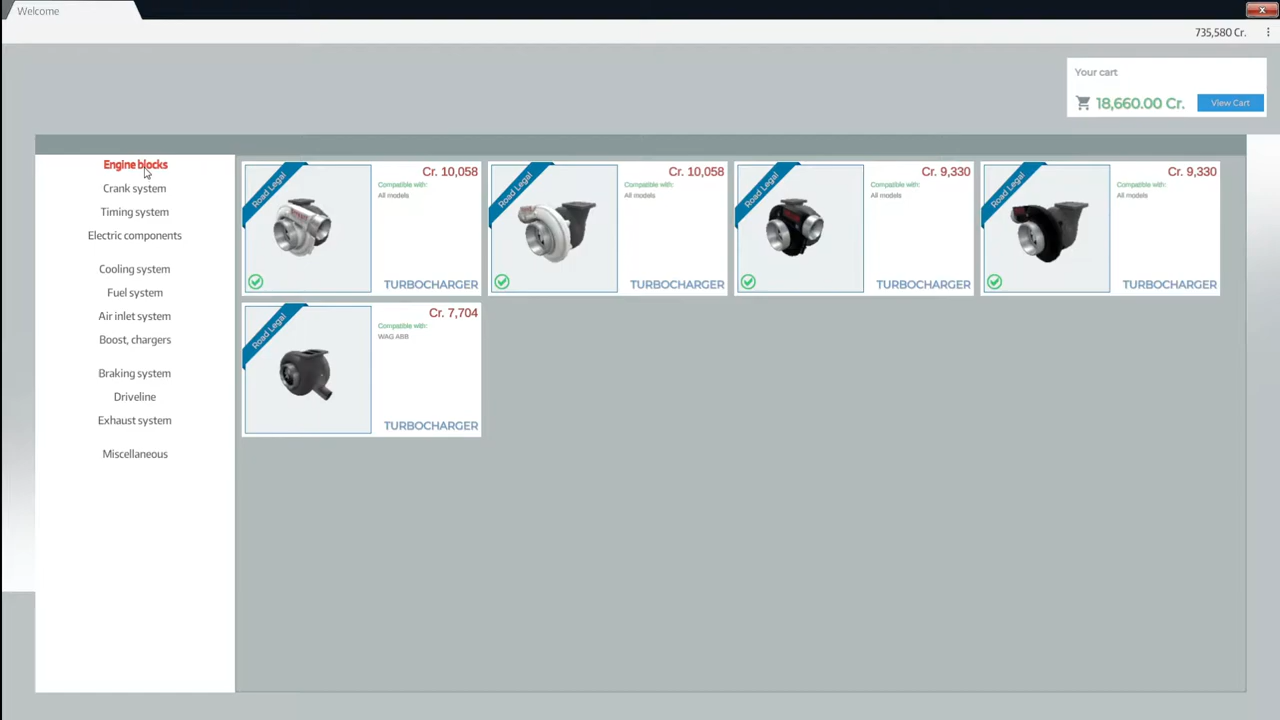 Welcome
735,580 Cr.
Your cart
18,660.00 Cr.
View Cart
Engine blocks
Crank system
Timing system
Electric components
Cooling system
Fuel system
Air inlet system
Boost, chargers
Braking system
Driveline
Exhaust system
Miscellaneous
Road Legal
Cr. 10,058
Compatible with:
All models
TURBOCHARGER
Road Legal
Cr. 10,058
Compatible with:
All models
TURBOCHARGER
Road Legal
Cr. 9,330
Compatible with:
All models
TURBOCHARGER
Road Legal
Cr. 9,330
Compatible with:
All models
TURBOCHARGER
Road Legal
Cr. 7,704
Compatible with:
WAG ABB
TURBOCHARGER